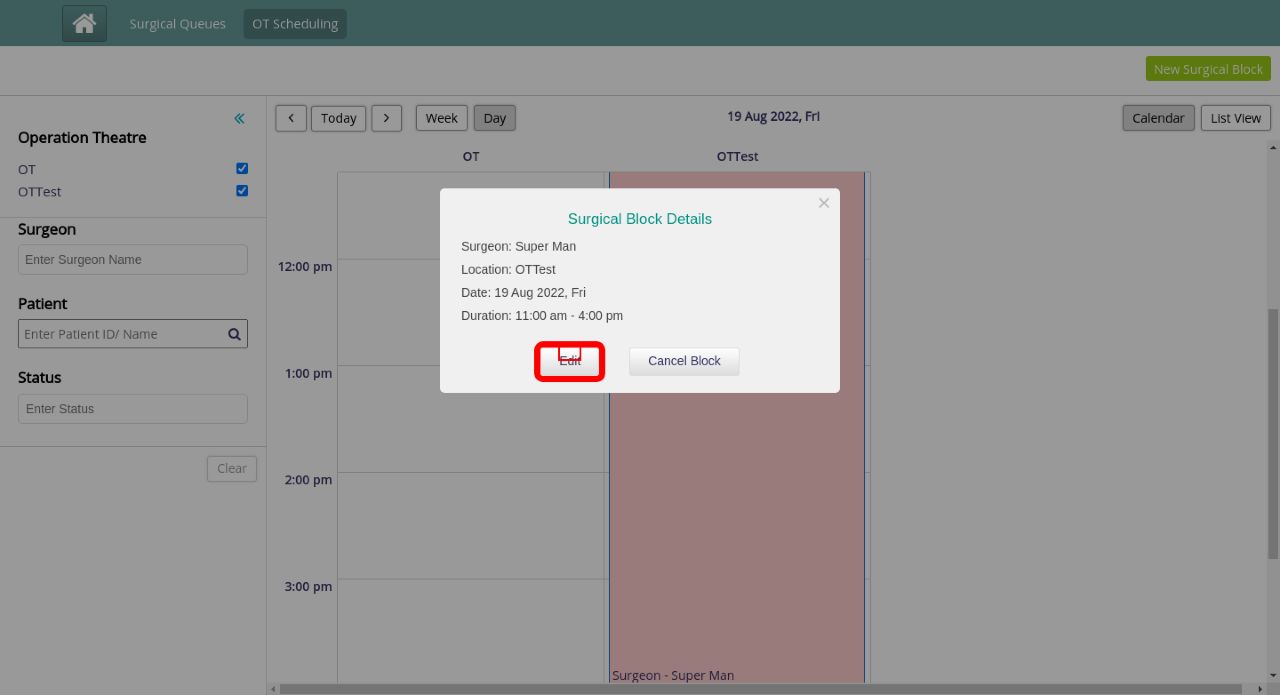 Surgical Queues
OT Scheduling
New Surgical Block
Operation Theatre
OT
OTTest
Surgeon
Enter Surgeon Name
Patient
Enter Patient ID/ Name
Status
Enter Status
Clear
Today
Week
Day
19 Aug 2022, Fri
Calendar
List View
OT
OTTest
12:00 pm
1:00 pm
2:00 pm
3:00 pm
Surgical Block Details
Surgeon: Super Man
Location: OTTest
Date: 19 Aug 2022, Fri
Duration: 11:00 am - 4:00 pm
Edit
Cancel Block
Surgeon - Super Man